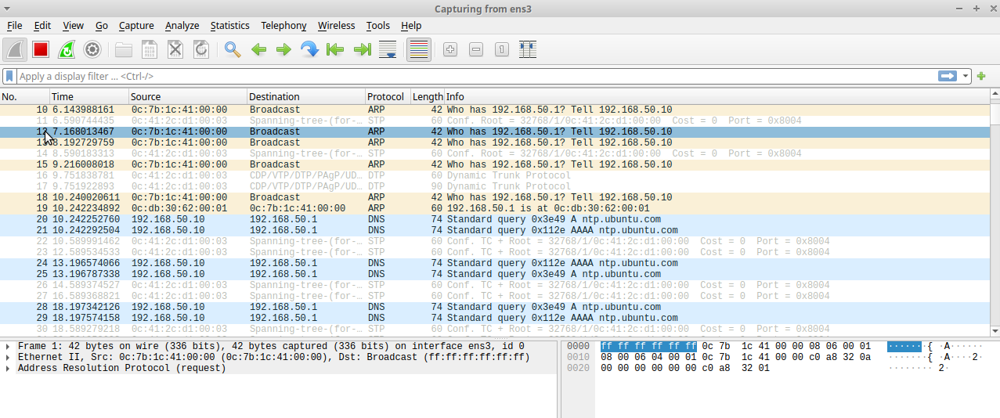 Capturing from ens3
File Edit View Go Capture Analyze Statistics Telephony Wireless Tools Help
Apply a display filter ... <Ctrl-/>
No. Time Source Destination Protocol Length Info
10 6.143988161 0c:7b:1c:41:00:00 Broadcast ARP 42 Who has 192.168.50.1? Tell 192.168.50.10
11 6.590744435 0c:41:2c:d1:00:03 Spanning-tree-(for-… STP 60 Conf. Root = 32768/1/0c:41:2c:d1:00:00 Cost = 0 Port = 0x8004
12 7.168013467 0c:7b:1c:41:00:00 Broadcast ARP 42 Who has 192.168.50.1? Tell 192.168.50.10
13 8.192729759 0c:7b:1c:41:00:00 Broadcast ARP 42 Who has 192.168.50.1? Tell 192.168.50.10
14 8.590183313 0c:41:2c:d1:00:03 Spanning-tree-(for-… STP 60 Conf. Root = 32768/1/0c:41:2c:d1:00:00 Cost = 0 Port = 0x8004
15 9.216008018 0c:7b:1c:41:00:00 Broadcast ARP 42 Who has 192.168.50.1? Tell 192.168.50.10
16 9.751838781 0c:41:2c:d1:00:03 CDP/VTP/DTP/PAgP/UD… DTP 60 Dynamic Trunk Protocol
17 9.751922893 0c:41:2c:d1:00:03 CDP/VTP/DTP/PAgP/UD… DTP 90 Dynamic Trunk Protocol
18 10.240020611 0c:7b:1c:41:00:00 Broadcast ARP 42 Who has 192.168.50.1? Tell 192.168.50.10
19 10.242234892 0c:db:30:62:00:01 0c:7b:1c:41:00:00 ARP 60 192.168.50.1 is at 0c:db:30:62:00:01
20 10.242252760 192.168.50.10 192.168.50.1 DNS 74 Standard query 0x3e49 A ntp.ubuntu.com
21 10.242292504 192.168.50.10 192.168.50.1 DNS 74 Standard query 0x112e AAAA ntp.ubuntu.com
22 10.589991462 0c:41:2c:d1:00:03 Spanning-tree-(for-… STP 60 Conf. TC + Root = 32768/1/0c:41:2c:d1:00:00 Cost = 0 Port = 0x8004
23 12.589534533 0c:41:2c:d1:00:03 Spanning-tree-(for-… STP 60 Conf. TC + Root = 32768/1/0c:41:2c:d1:00:00 Cost = 0 Port = 0x8004
24 13.196574066 192.168.50.10 192.168.50.1 DNS 74 Standard query 0x112e AAAA ntp.ubuntu.com
25 13.196787338 192.168.50.10 192.168.50.1 DNS 74 Standard query 0x3e49 A ntp.ubuntu.com
26 14.589374527 0c:41:2c:d1:00:03 Spanning-tree-(for-… STP 60 Conf. TC + Root = 32768/1/0c:41:2c:d1:00:00 Cost = 0 Port = 0x8004
27 16.589368821 0c:41:2c:d1:00:03 Spanning-tree-(for-… STP 60 Conf. TC + Root = 32768/1/0c:41:2c:d1:00:00 Cost = 0 Port = 0x8004
28 18.197342126 192.168.50.10 192.168.50.1 DNS 74 Standard query 0x3e49 A ntp.ubuntu.com
29 18.197574158 192.168.50.10 192.168.50.1 DNS 74 Standard query 0x112e AAAA ntp.ubuntu.com
30 18.589279218 0c:41:2c:d1:00:03 Spanning-tree-(for-… STP 60 Conf. TC + Root = 32768/1/0c:41:2c:d1:00:00 Cost = 0 Port = 0x8004
Frame 1: 42 bytes on wire (336 bits), 42 bytes captured (336 bits) on interface ens3, id 0
Ethernet II, Src: 0c:7b:1c:41:00:00 (0c:7b:1c:41:00:00), Dst: Broadcast (ff:ff:ff:ff:ff:ff)
Address Resolution Protocol (request)
0000 ff ff ff ff ff ff 0c 7b 1c 41 00 00 08 06 00 01 ·······{ ·A······
0010 08 00 06 04 00 01 0c 7b 1c 41 00 00 c0 a8 32 0a ·······{ ·A····2·
0020 00 00 00 00 00 00 c0 a8 32 01 ········ 2·